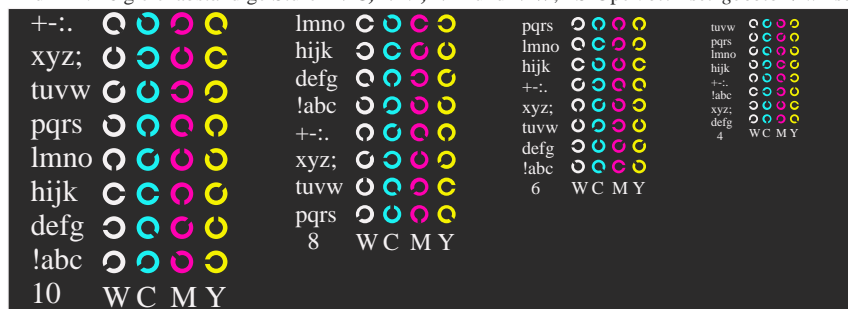 +-:.
xyz;
tuvw
pqrs
lmno
hijk
defg
!abc
10 W C M Y
lmno
hijk
defg
!abc
+-:.
xyz;
tuvw
pqrs
8 W C M Y
pqrs
lmno
hijk
+-:.
xyz;
tuvw
defg
!abc
6 W C M Y
tuvw
pqrs
lmno
hijk
+-:.
!abc
xyz;
defg
4 W C M Y